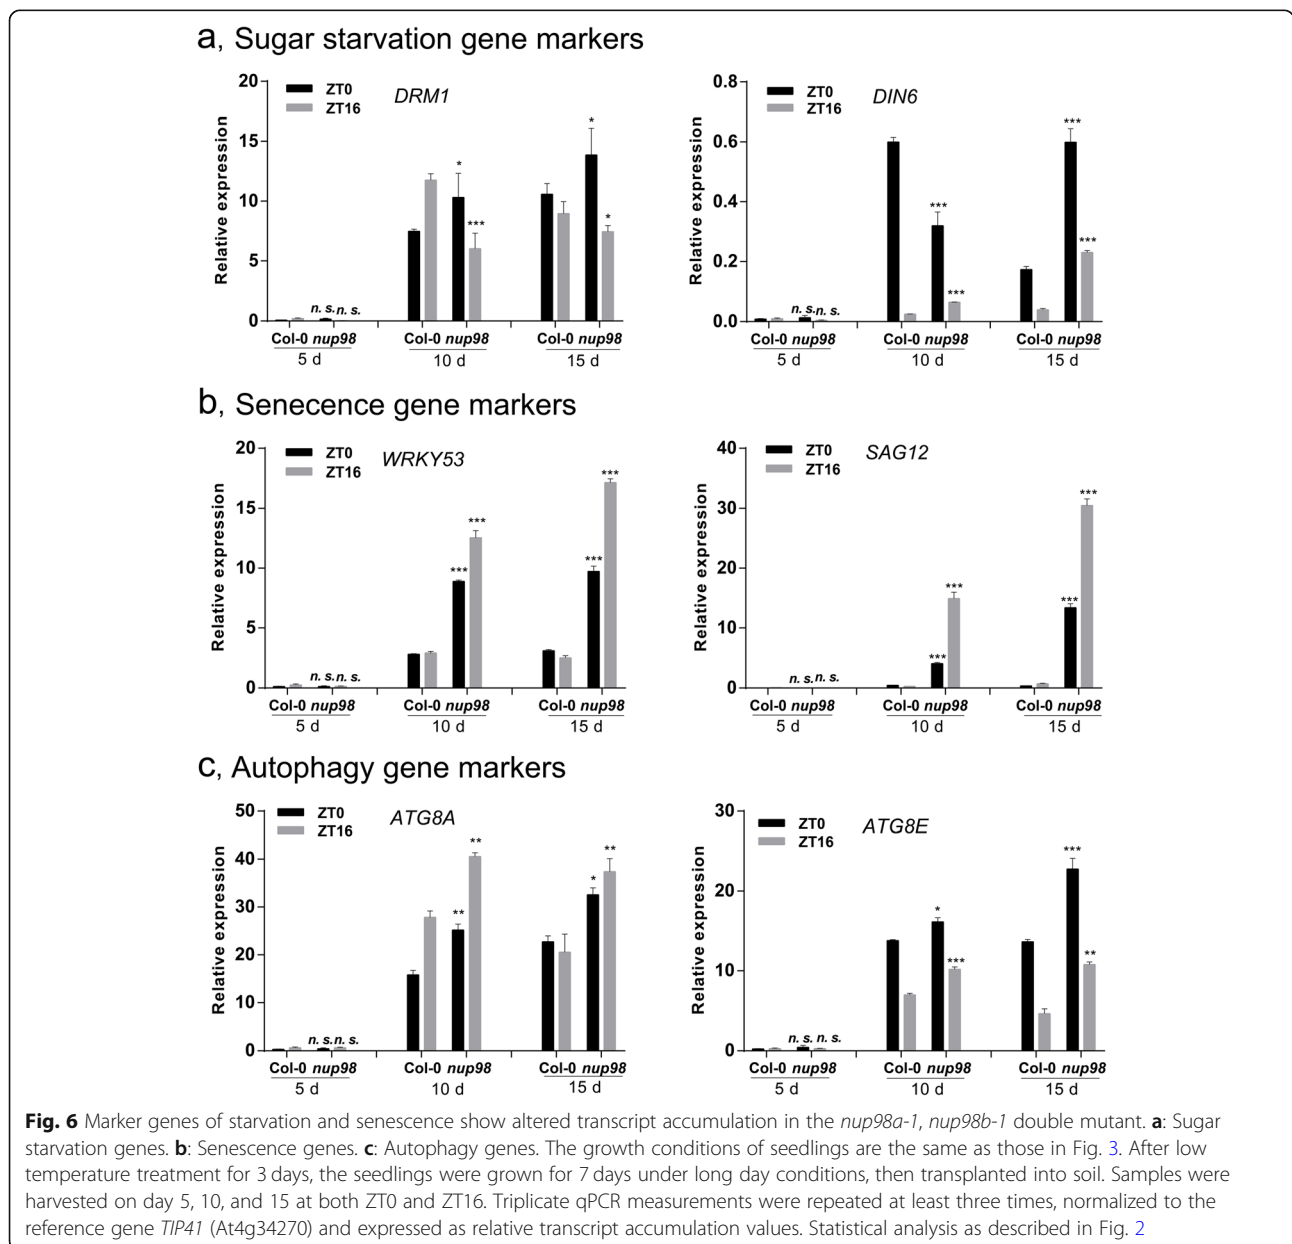 a, Sugar starvation gene markers
20
15
10
5
0
Relative expression
ZT0
ZT16
DRM1
n. s. n. s.
*
***
*
*
Col-0 nup98 Col-0 nup98 Col-0 nup98
5 d 10 d 15 d
0.8
0.6
0.4
0.2
0.0
Relative expression
ZT0
ZT16
DIN6
n. s. n. s.
***
***
***
***
Col-0 nup98 Col-0 nup98 Col-0 nup98
5 d 10 d 15 d
b, Senecence gene markers
20
15
10
5
0
Relative expression
ZT0
ZT16
WRKY53
n. s. n. s.
***
***
***
***
Col-0 nup98 Col-0 nup98 Col-0 nup98
5 d 10 d 15 d
40
30
20
10
0
Relative expression
ZT0
ZT16
SAG12
n. s. n. s.
***
***
***
***
Col-0 nup98 Col-0 nup98 Col-0 nup98
5 d 10 d 15 d
c, Autophagy gene markers
50
40
30
20
10
0
Relative expression
ZT0
ZT16
ATG8A
n. s. n. s.
**
**
*
**
Col-0 nup98 Col-0 nup98 Col-0 nup98
5 d 10 d 15 d
30
20
10
0
Relative expression
ZT0
ZT16
ATG8E
n. s. n. s.
*
***
***
**
Col-0 nup98 Col-0 nup98 Col-0 nup98
5 d 10 d 15 d
Fig. 6 Marker genes of starvation and senescence show altered transcript accumulation in the nup98a-1, nup98b-1 double mutant. a: Sugar
starvation genes. b: Senescence genes. c: Autophagy genes. The growth conditions of seedlings are the same as those in Fig. 3. After low
temperature treatment for 3 days, the seedlings were grown for 7 days under long day conditions, then transplanted into soil. Samples were
harvested on day 5, 10, and 15 at both ZT0 and ZT16. Triplicate qPCR measurements were repeated at least three times, normalized to the
reference gene TIP41 (At4g34270) and expressed as relative transcript accumulation values. Statistical analysis as described in Fig. 2